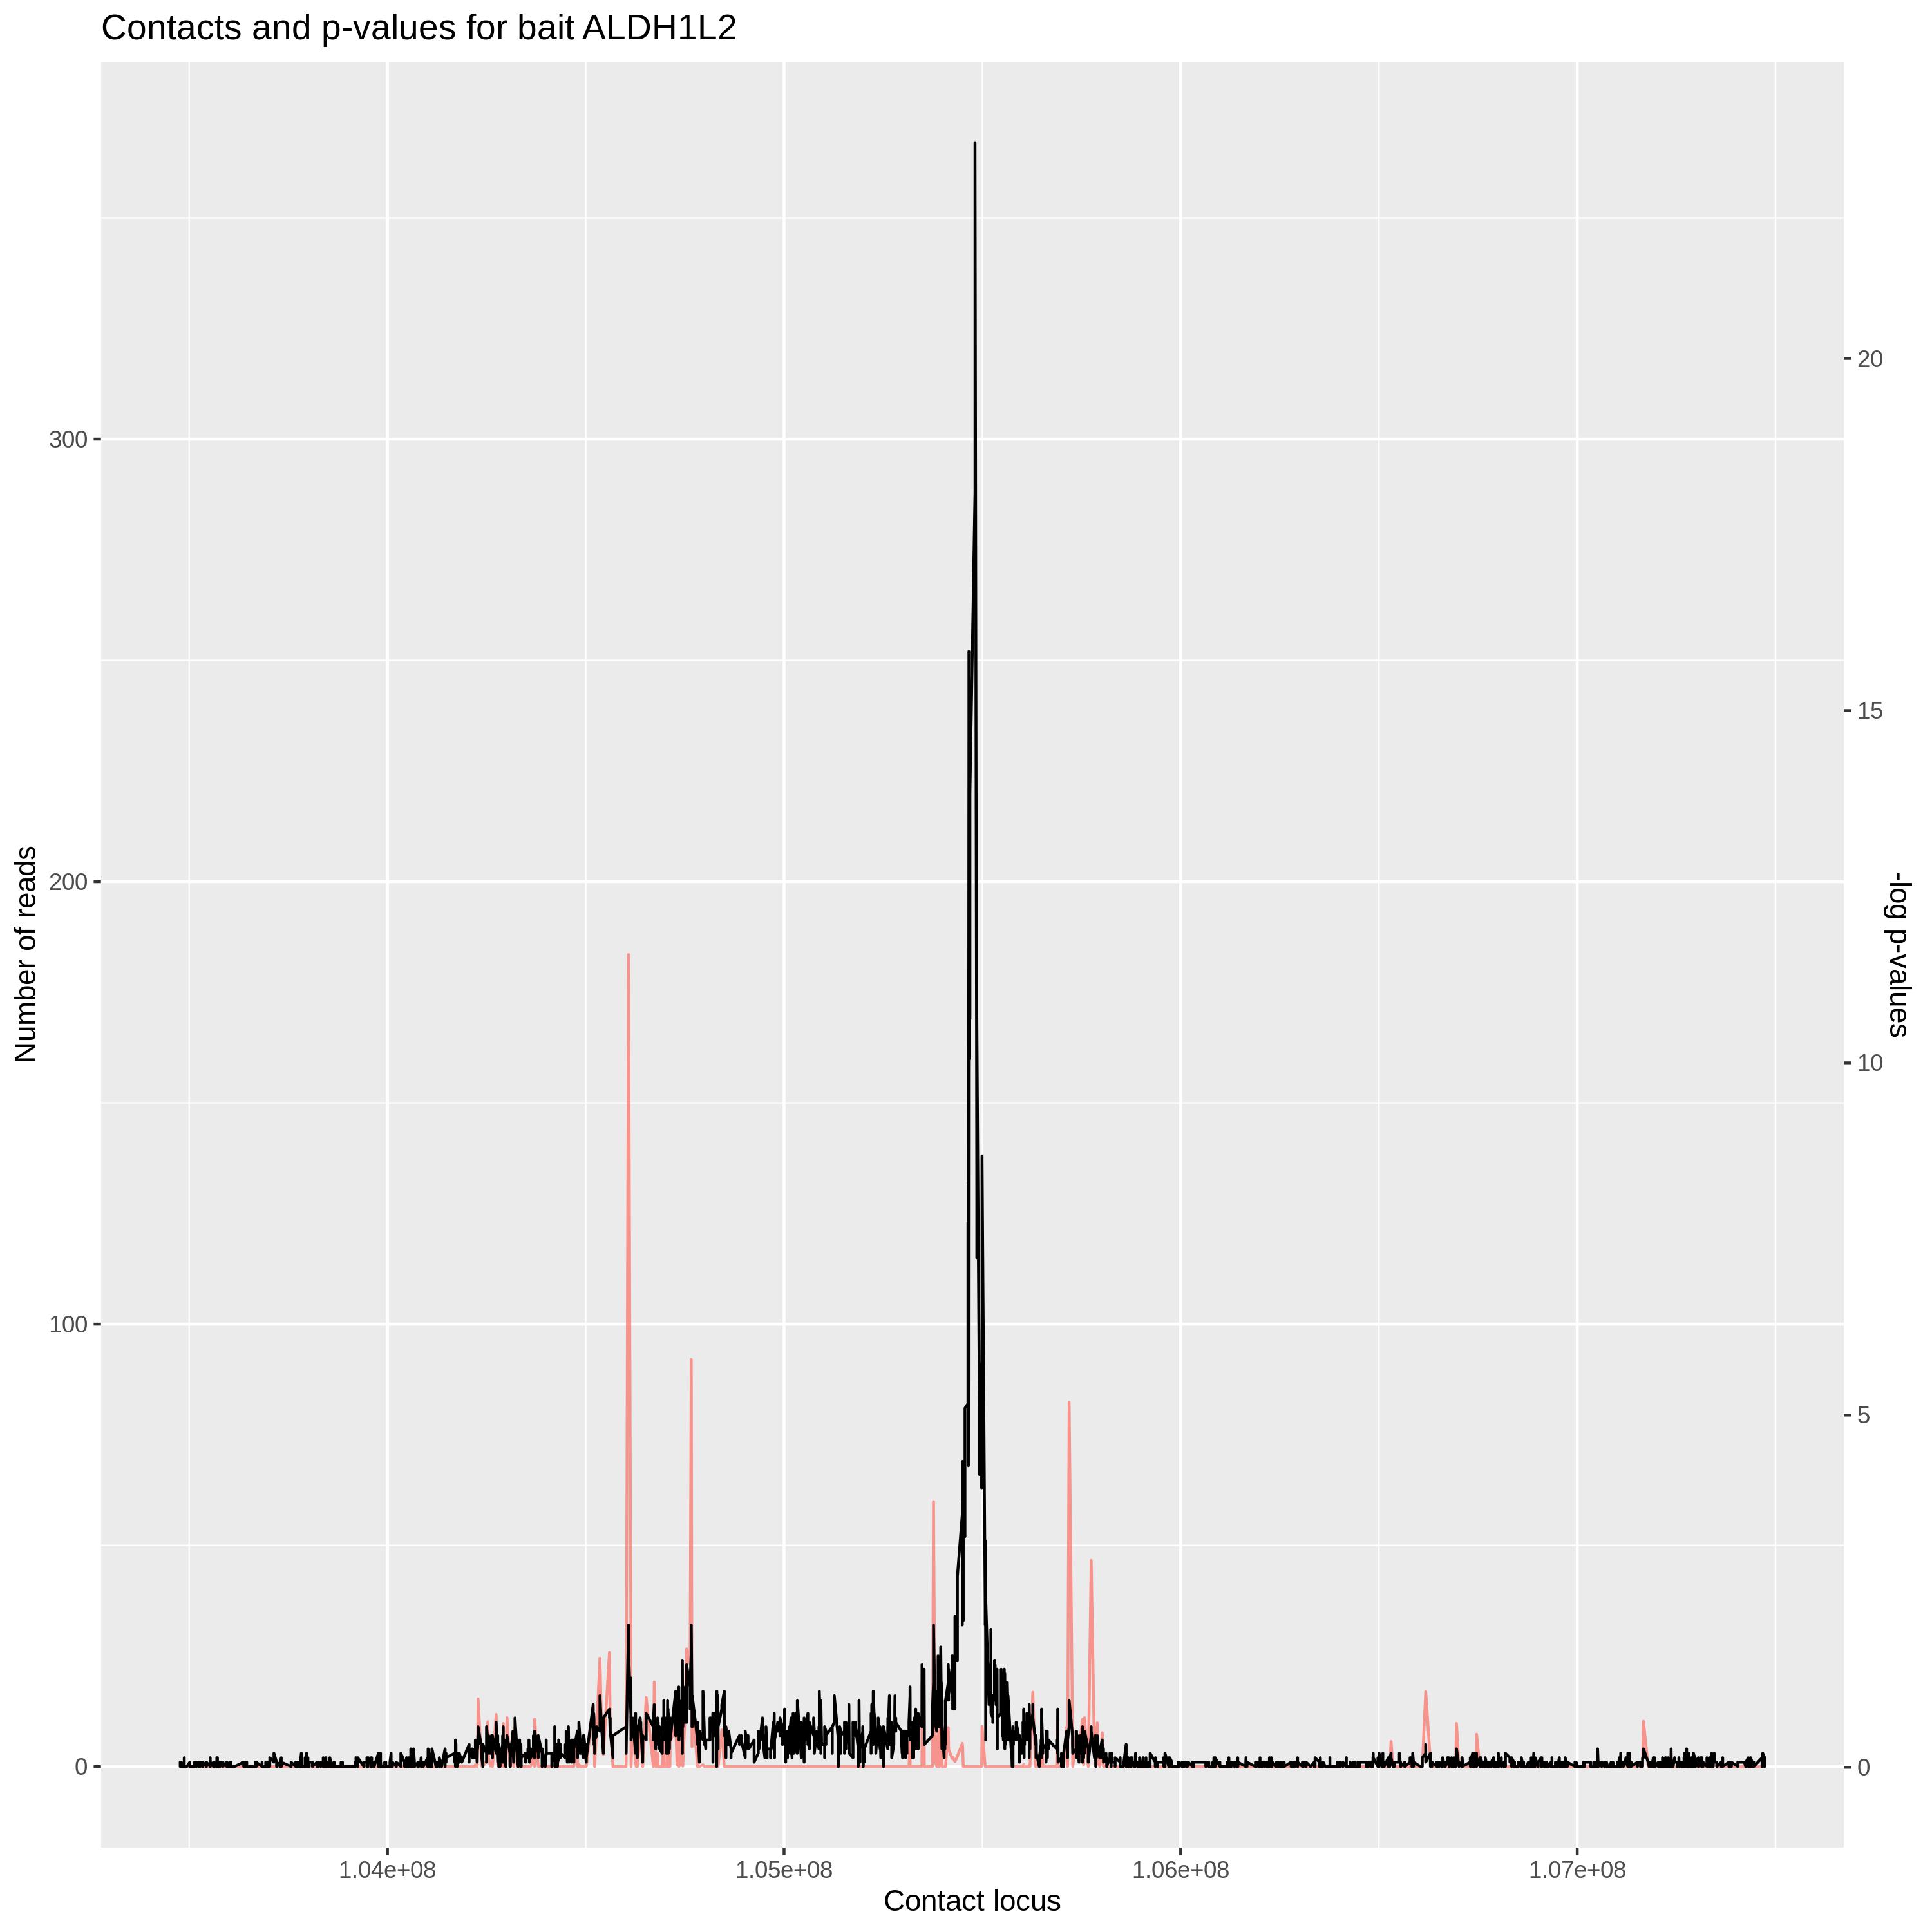 Contacts and p-values for bait ALDH1L2
Number of reads
300
200
100
0
20
15
10
5
0
-log p-values
1.04e+08
1.05e+08
1.06e+08
1.07e+08
Contact locus